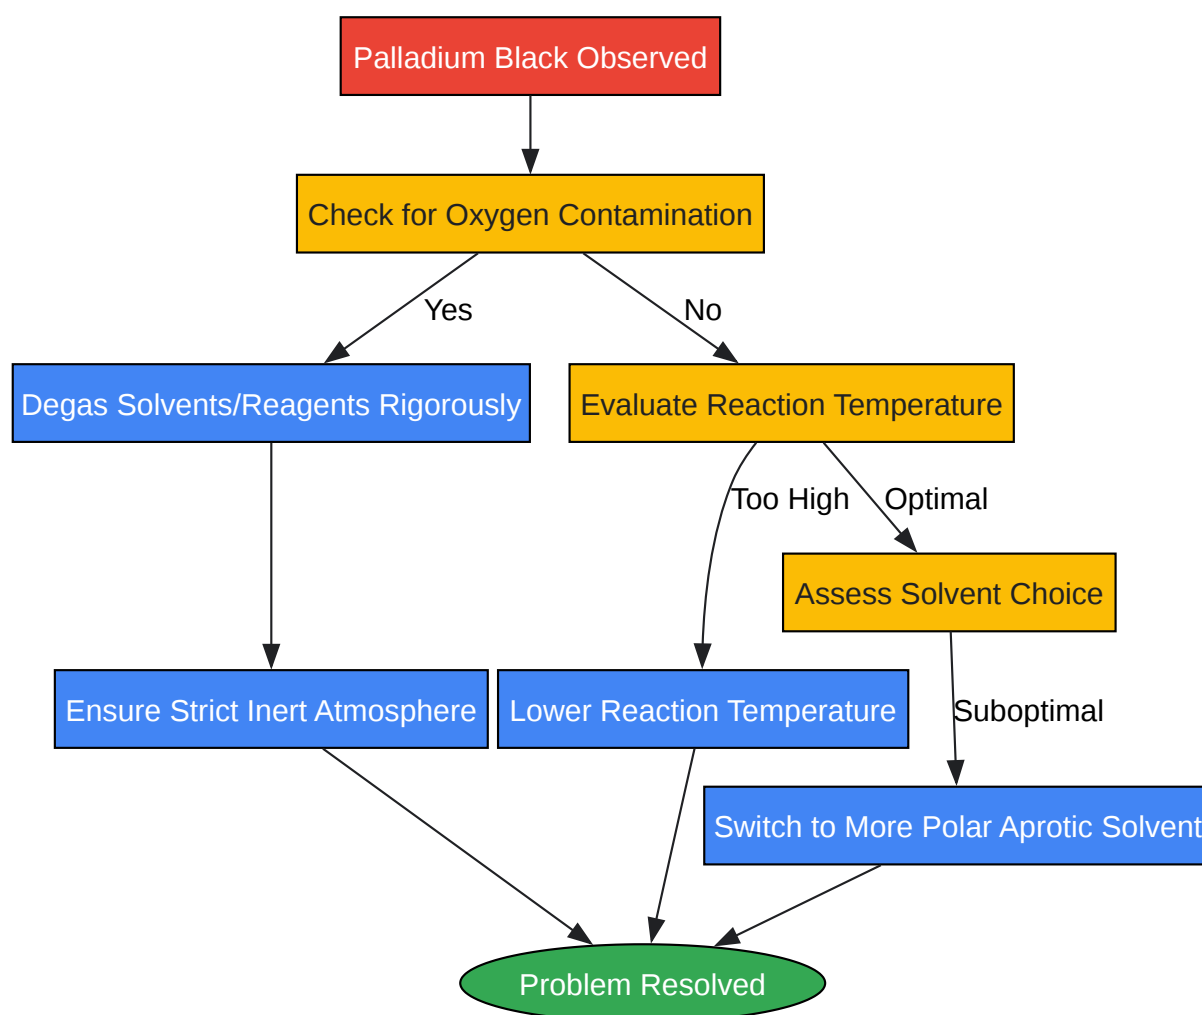 Palladium Black Observed
Check for Oxygen Contamination
Yes
No
Degas Solvents/Reagents Rigorously
Evaluate Reaction Temperature
Too High
Optimal
Assess Solvent Choice
Ensure Strict Inert Atmosphere
Lower Reaction Temperature
Suboptimal
Switch to More Polar Aprotic Solvent
Problem Resolved